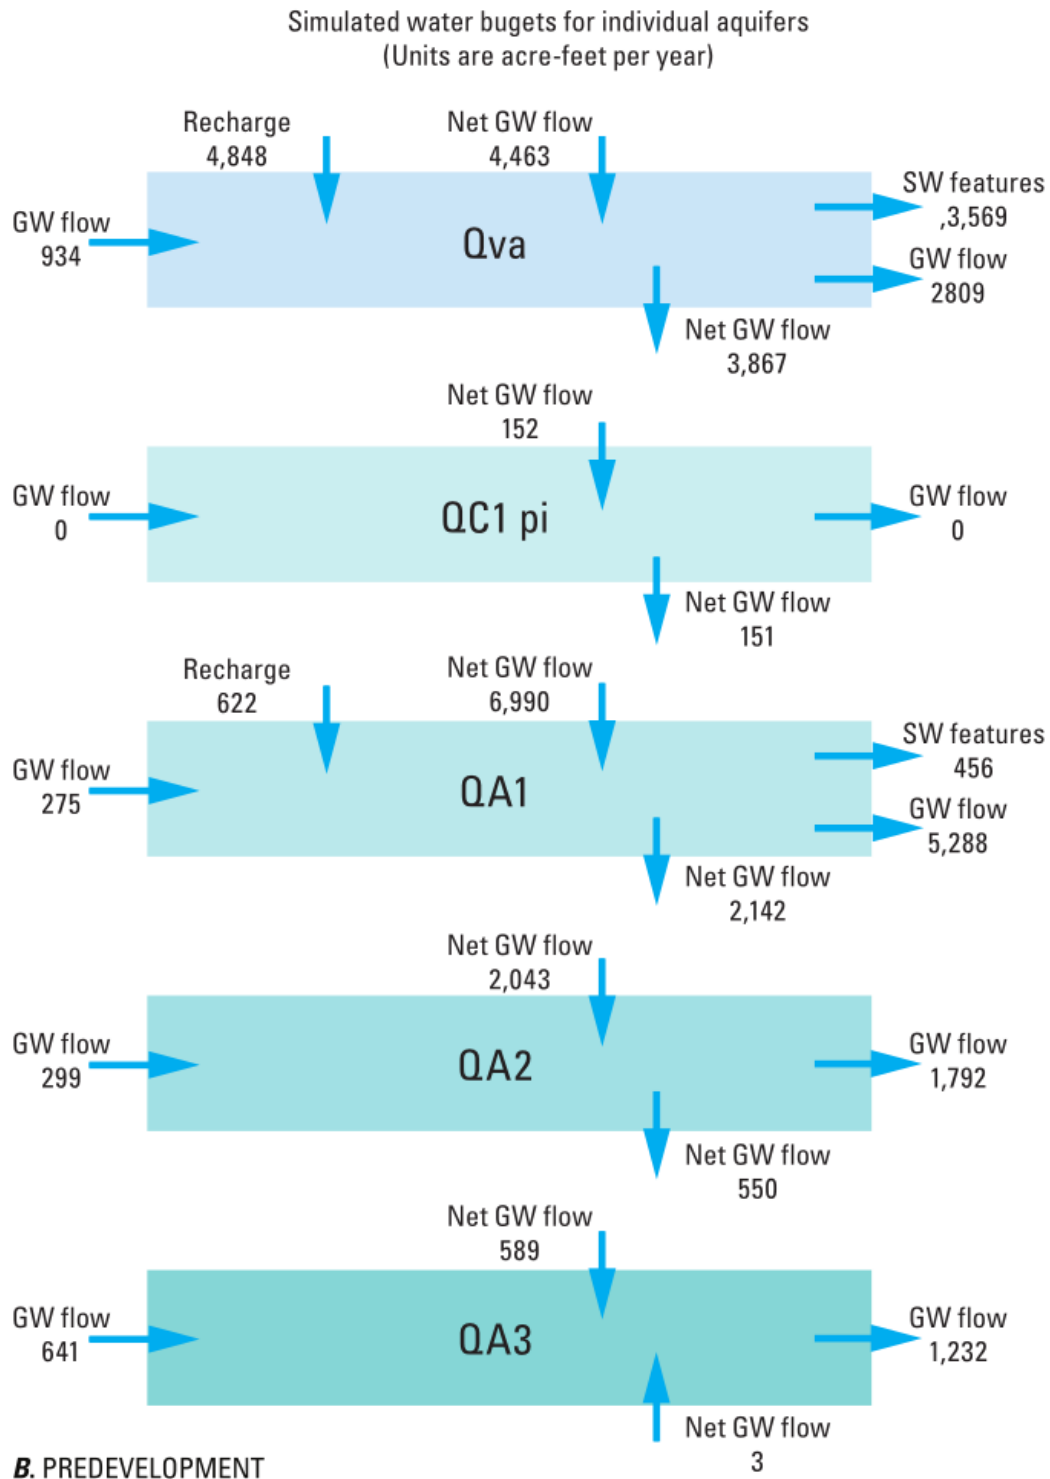 Simulated water bugets for individual aquifers
(Units are acre-feet per year)
Recharge
4,848
Net GW flow
4,463
GW flow
934
Qva
SW features
,3,569
GW flow
2809
Net GW flow
3,867
Net GW flow
152
GW flow
0
QC1 pi
GW flow
0
Net GW flow
151
Recharge
622
Net GW flow
6,990
GW flow
275
QA1
SW features
456
GW flow
5,288
Net GW flow
2,142
Net GW flow
2,043
GW flow
299
QA2
GW flow
1,792
Net GW flow
550
Net GW flow
589
GW flow
641
QA3
GW flow
1,232
Net GW flow
3
B. PREDEVELOPMENT